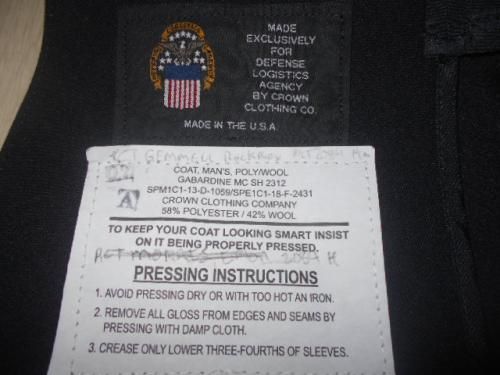 MADE
EXCLUSIVELY
FOR
DEFENSE
LOGISTICS
AGENCY
BY CROWN
CLOTHING CO.
MADE IN THE U.S.A.
GEMMELL
COAT, MAN'S, POLY/WOOL
GABARDINE MC SH 2312
A
SPM1C1-13-D-1059/SPE1C1-18-F-2431
CROWN CLOTHING COMPANY
58% POLYESTER / 42% WOOL
TO KEEP YOUR COAT LOOKING SMART INSIST
ON IT BEING PROPERLY PRESSED.
RCT MORALES 2084 K
PRESSING INSTRUCTIONS
1. AVOID PRESSING DRY OR WITH TOO HOT AN IRON.
2. REMOVE ALL GLOSS FROM EDGES AND SEAMS BY
PRESSING WITH DAMP CLOTH.
3. CREASE ONLY LOWER THREE-FOURTHS OF SLEEVES.